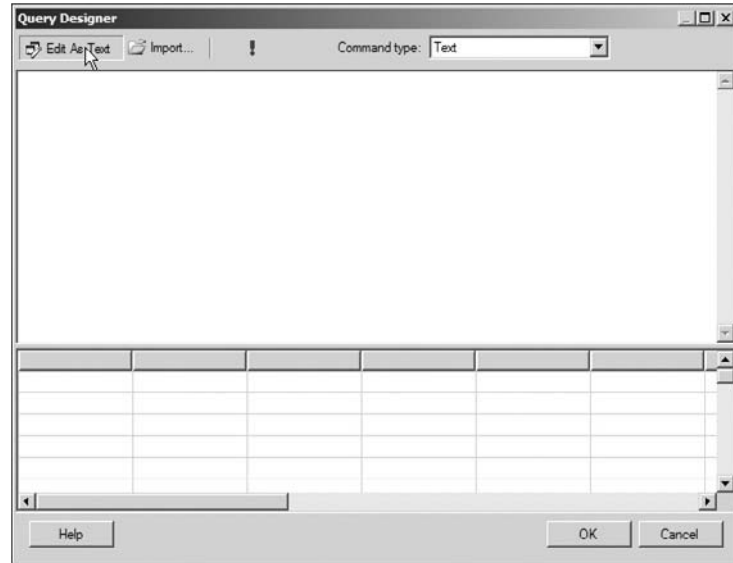 Query Designer
Edit As Text Import... ! Command type: Text
Help OK Cancel